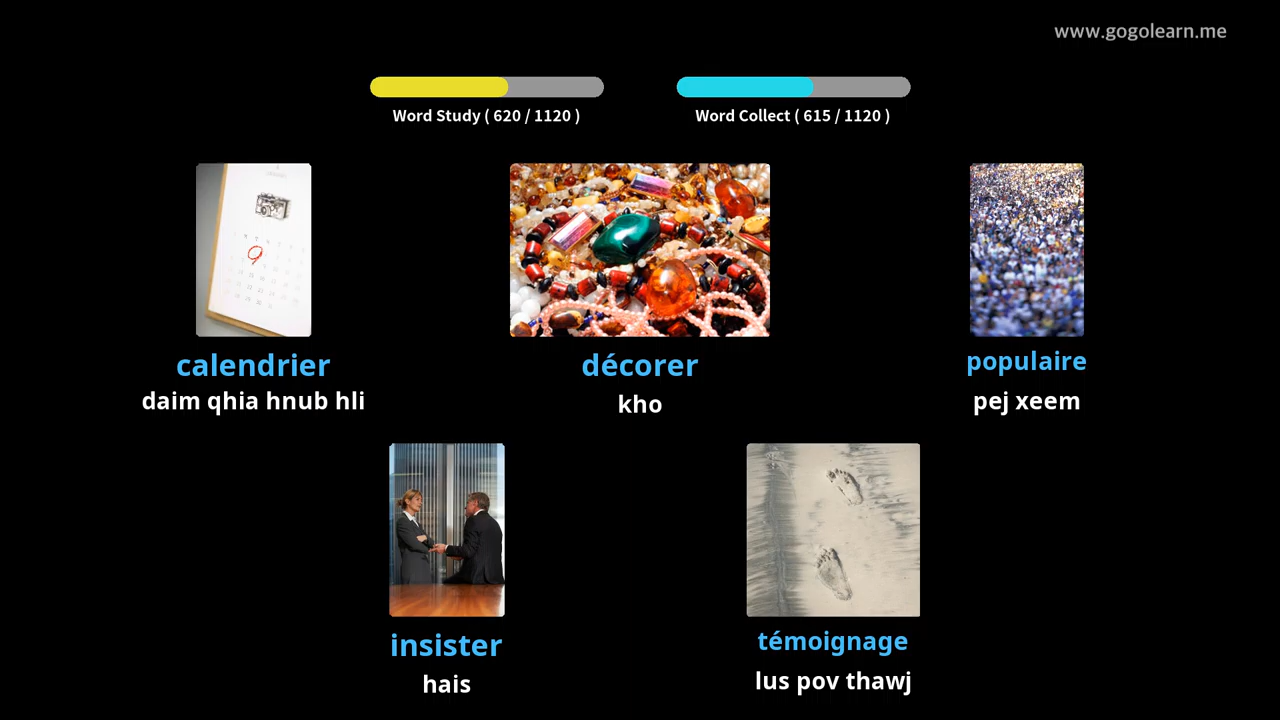 www.gogolearn.me
Word Study ( 620 / 1120 )
Word Collect ( 615 / 1120 )
calendrier
daim qhia hnub hli
décorer
kho
populaire
pej xeem
insister
hais
témoignage
lus pov thawj